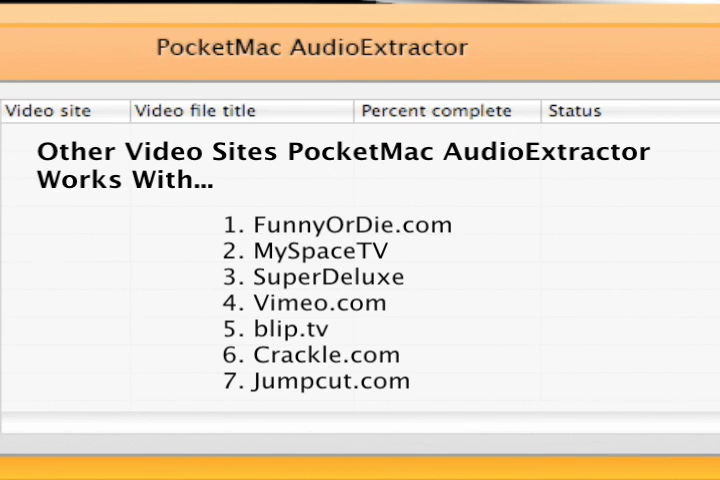 PocketMac AudioExtractor
Video site Video file title Percent complete Status
Other Video Sites PocketMac AudioExtractor
Works With...
1. FunnyOrDie.com
2. MySpaceTV
3. SuperDeluxe
4. Vimeo.com
5. blip.tv
6. Crackle.com
7. Jumpcut.com